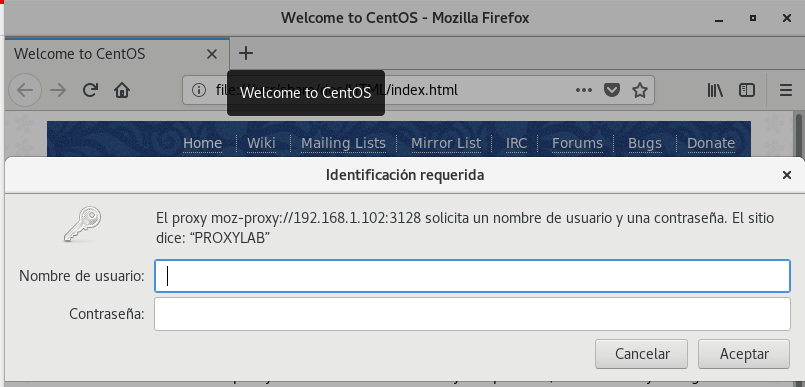 Welcome to CentOS - Mozilla Firefox
Welcome to CentOS
file: /index.html
Welcome to CentOS
Home Wiki Mailing Lists Mirror List IRC Forums Bugs Donate
Identificación requerida
El proxy moz-proxy://192.168.1.102:3128 solicita un nombre de usuario y una contraseña. El sitio
dice: “PROXYLAB”
Nombre de usuario:
Contraseña:
Cancelar Aceptar